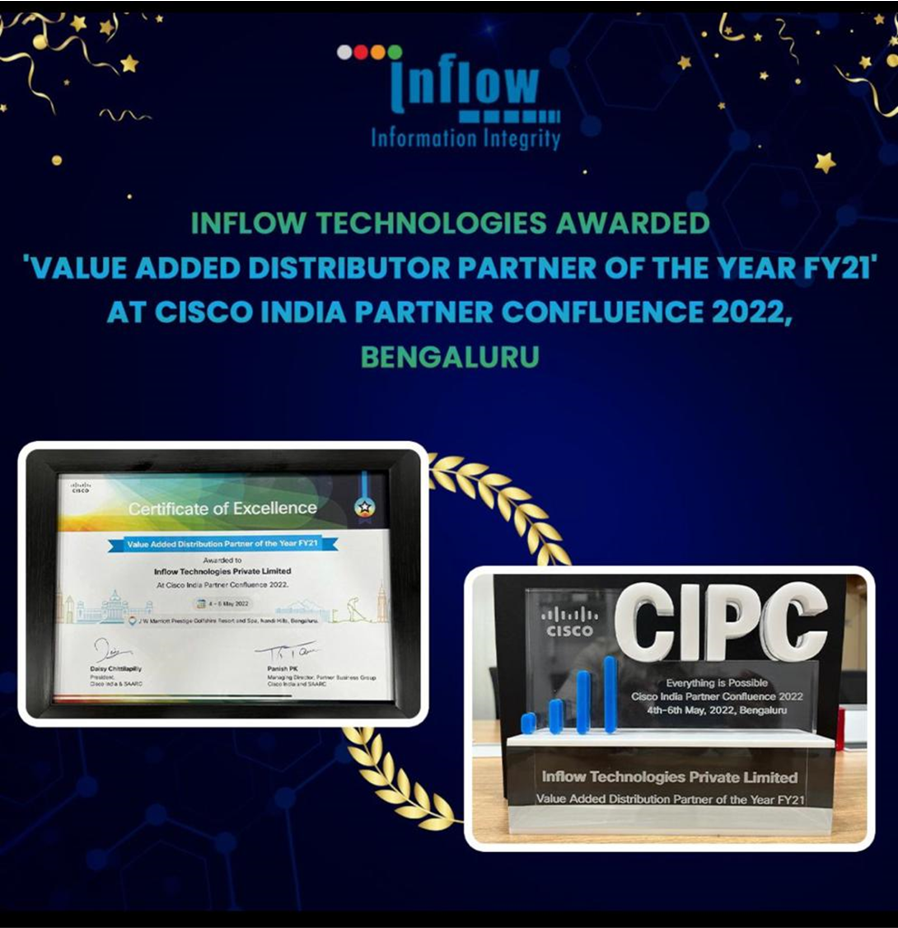 inflow
Information Integrity
INFLOW TECHNOLOGIES AWARDED
'VALUE ADDED DISTRIBUTOR PARTNER OF THE YEAR FY21'
AT CISCO INDIA PARTNER CONFLUENCE 2022,
BENGALURU
CISCO
Certificate of Excellence
Value Added Distribution Partner of the Year FY21
Awarded to
Inflow Technologies Private Limited
At Cisco India Partner Confluence 2022.
4 - 6 May 2022
JW Marriott Prestige Golfshire Resort and Spa, Nandi Hills, Bengaluru
Daisy Chittilapilly
President,
Cisco India & SAARC
Panish PK
Managing Director, Partner Business Group
Cisco India and SAARC
CISCO
CIPC
Everything is Possible
Cisco India Partner Confluence 2022
4th-6th May, 2022, Bengaluru
Inflow Technologies Private Limited
Value Added Distribution Partner of the Year FY21